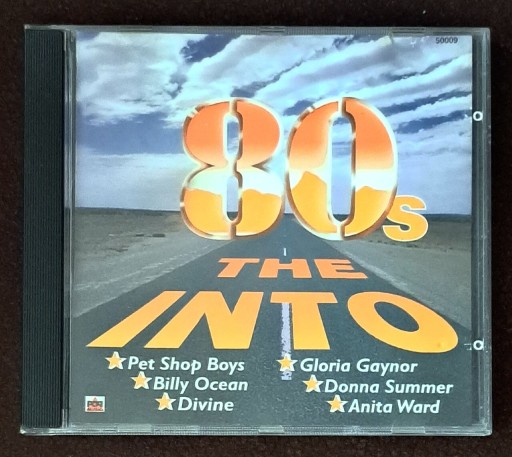 50009
80s
THE
INTO
Pet Shop Boys
Gloria Gaynor
Billy Ocean
Donna Summer
Divine
Anita Ward